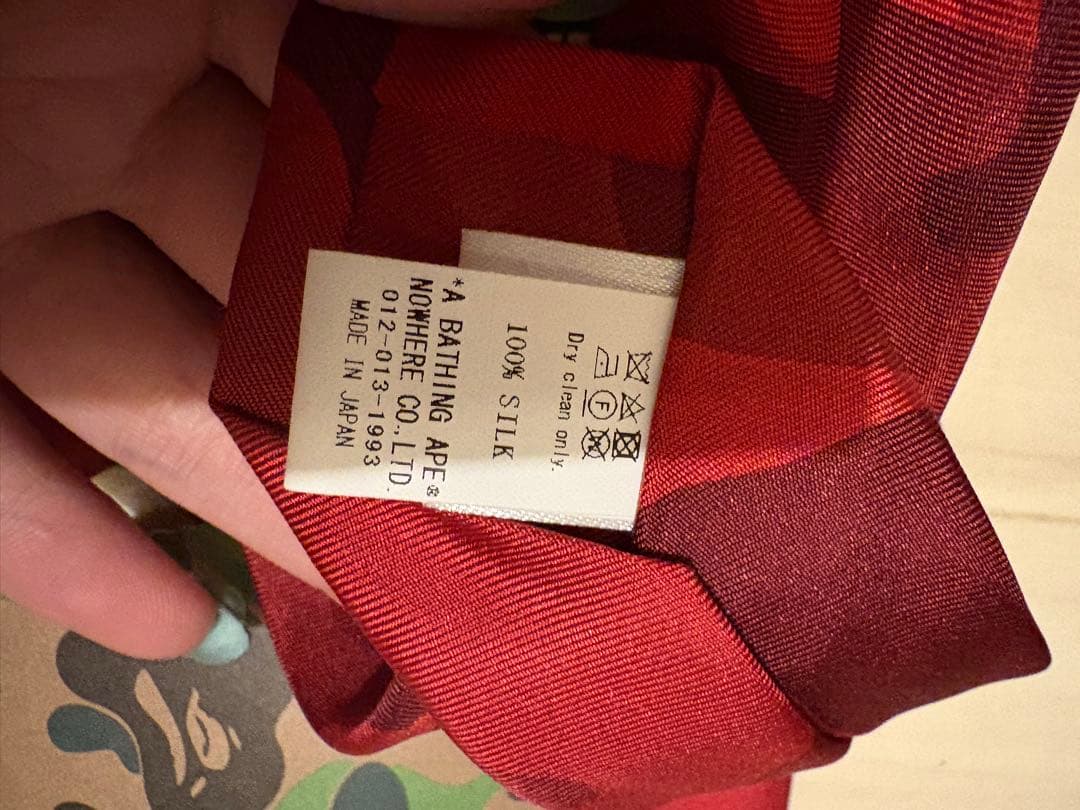 Dry clean only.
100% SILK
*A BATHING APE®
NOWHERE CO.,LTD.
012-013-1993
MADE IN JAPAN